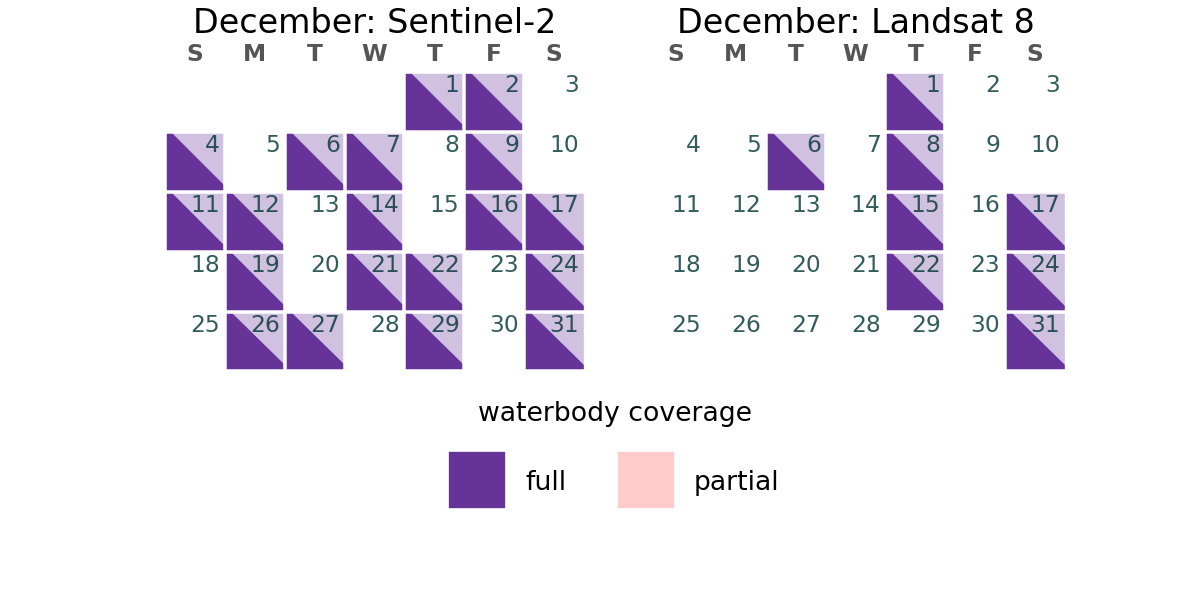 December: Sentinel-2
S M T W T F S
1 2 3
4 5 6 7 8 9 10
11 12 13 14 15 16 17
18 19 20 21 22 23 24
25 26 27 28 29 30 31
December: Landsat 8
S M T W T F S
1 2 3
4 5 6 7 8 9 10
11 12 13 14 15 16 17
18 19 20 21 22 23 24
25 26 27 28 29 30 31
waterbody coverage
full partial